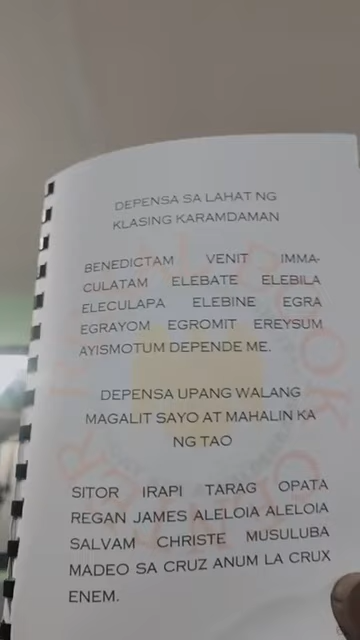 DEPENSA SA LAHAT NG
KLASING KARAMDAMAN
BENEDICTAM VENIT IMMA-
CULATAM ELEBATE ELEBILA
ELECULAPA ELEBINE EGRA
EGRAYOM EGROMIT EREYSUM
AYISMOTUM DEPENDE ME.
DEPENSA UPANG WALANG
MAGALIT SAYO AT MAHALIN KA
NG TAO
SITOR IRAPI TARAG OPATA
REGAN JAMES ALELOIA ALELOIA
SALVAM CHRISTE MUSULUBA
MADEO SA CRUZ ANUM LA CRUX
ENEM.